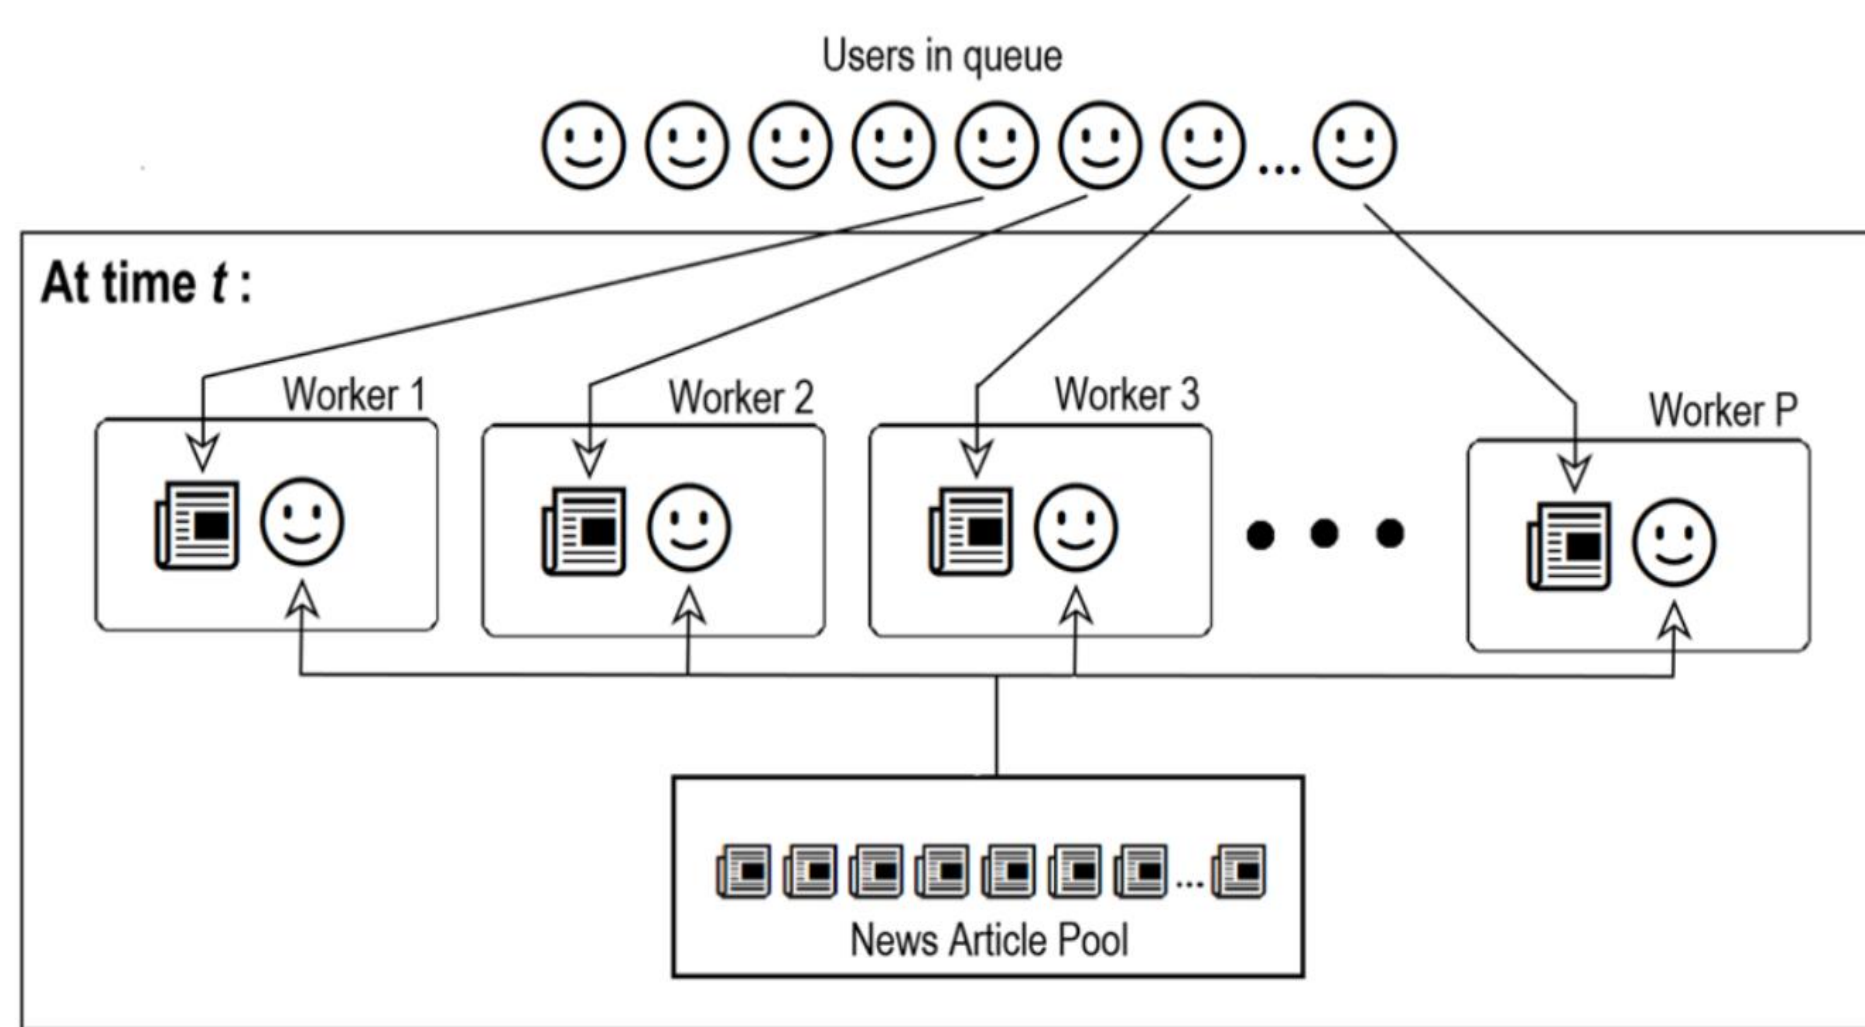 Users in queue
...
At time t :
Worker 1
Worker 2
Worker 3
Worker P
...
News Article Pool